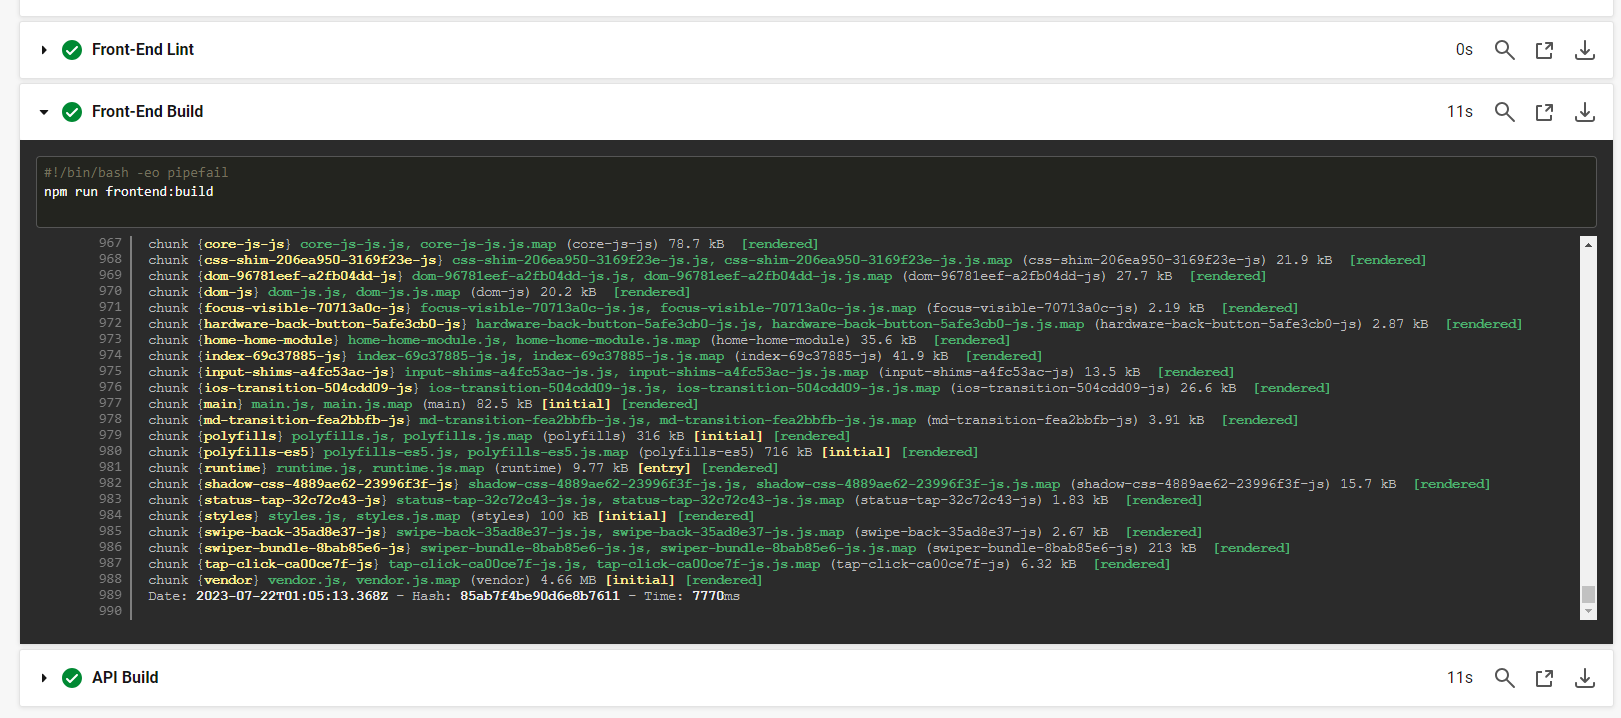 Front-End Lint 0s
Front-End Build 11s
#!/bin/bash -eo pipefail
npm run frontend:build
967 chunk {core-js-js} core-js-js.js, core-js-js.js.map (core-js-js) 78.7 kB [rendered]
968 chunk {css-shim-206ea950-3169f23e-js} css-shim-206ea950-3169f23e-js.js, css-shim-206ea950-3169f23e-js.js.map (css-shim-206ea950-3169f23e-js) 21.9 kB [rendered]
969 chunk {dom-96781eef-a2fb04dd-js} dom-96781eef-a2fb04dd-js.js, dom-96781eef-a2fb04dd-js.js.map (dom-96781eef-a2fb04dd-js) 27.7 kB [rendered]
970 chunk {dom-js} dom-js.js, dom-js.js.map (dom-js) 20.2 kB [rendered]
971 chunk {focus-visible-70713a0c-js} focus-visible-70713a0c-js.js, focus-visible-70713a0c-js.js.map (focus-visible-70713a0c-js) 2.19 kB [rendered]
972 chunk {hardware-back-button-5afe3cb0-js} hardware-back-button-5afe3cb0-js.js, hardware-back-button-5afe3cb0-js.js.map (hardware-back-button-5afe3cb0-js) 2.87 kB [rendered]
973 chunk {home-home-module} home-home-module.js, home-home-module.js.map (home-home-module) 35.6 kB [rendered]
974 chunk {index-69c37885-js} index-69c37885-js.js, index-69c37885-js.js.map (index-69c37885-js) 41.9 kB [rendered]
975 chunk {input-shims-a4fc53ac-js} input-shims-a4fc53ac-js.js, input-shims-a4fc53ac-js.js.map (input-shims-a4fc53ac-js) 13.5 kB [rendered]
976 chunk {ios-transition-504cdd09-js} ios-transition-504cdd09-js.js, ios-transition-504cdd09-js.js.map (ios-transition-504cdd09-js) 26.6 kB [rendered]
977 chunk {main} main.js, main.js.map (main) 82.5 kB [initial] [rendered]
978 chunk {md-transition-fea2bbfb-js} md-transition-fea2bbfb-js.js, md-transition-fea2bbfb-js.js.map (md-transition-fea2bbfb-js) 3.91 kB [rendered]
979 chunk {polyfills} polyfills.js, polyfills.js.map (polyfills) 316 kB [initial] [rendered]
980 chunk {polyfills-es5} polyfills-es5.js, polyfills-es5.js.map (polyfills-es5) 716 kB [initial] [rendered]
981 chunk {runtime} runtime.js, runtime.js.map (runtime) 9.77 kB [entry] [rendered]
982 chunk {shadow-css-4889ae62-23996f3f-js} shadow-css-4889ae62-23996f3f-js.js, shadow-css-4889ae62-23996f3f-js.js.map (shadow-css-4889ae62-23996f3f-js) 15.7 kB [rendered]
983 chunk {status-tap-32c72c43-js} status-tap-32c72c43-js.js, status-tap-32c72c43-js.js.map (status-tap-32c72c43-js) 1.83 kB [rendered]
984 chunk {styles} styles.js, styles.js.map (styles) 100 kB [initial] [rendered]
985 chunk {swipe-back-35ad8e37-js} swipe-back-35ad8e37-js.js, swipe-back-35ad8e37-js.js.map (swipe-back-35ad8e37-js) 2.67 kB [rendered]
986 chunk {swiper-bundle-8bab85e6-js} swiper-bundle-8bab85e6-js.js, swiper-bundle-8bab85e6-js.js.map (swiper-bundle-8bab85e6-js) 213 kB [rendered]
987 chunk {tap-click-ca00ce7f-js} tap-click-ca00ce7f-js.js, tap-click-ca00ce7f-js.js.map (tap-click-ca00ce7f-js) 6.32 kB [rendered]
988 chunk {vendor} vendor.js, vendor.js.map (vendor) 4.66 MB [initial] [rendered]
989 Date: 2023-07-22T01:05:13.368Z - Hash: 85ab7f4be90d6e8b7611 - Time: 7770ms
990
API Build 11s